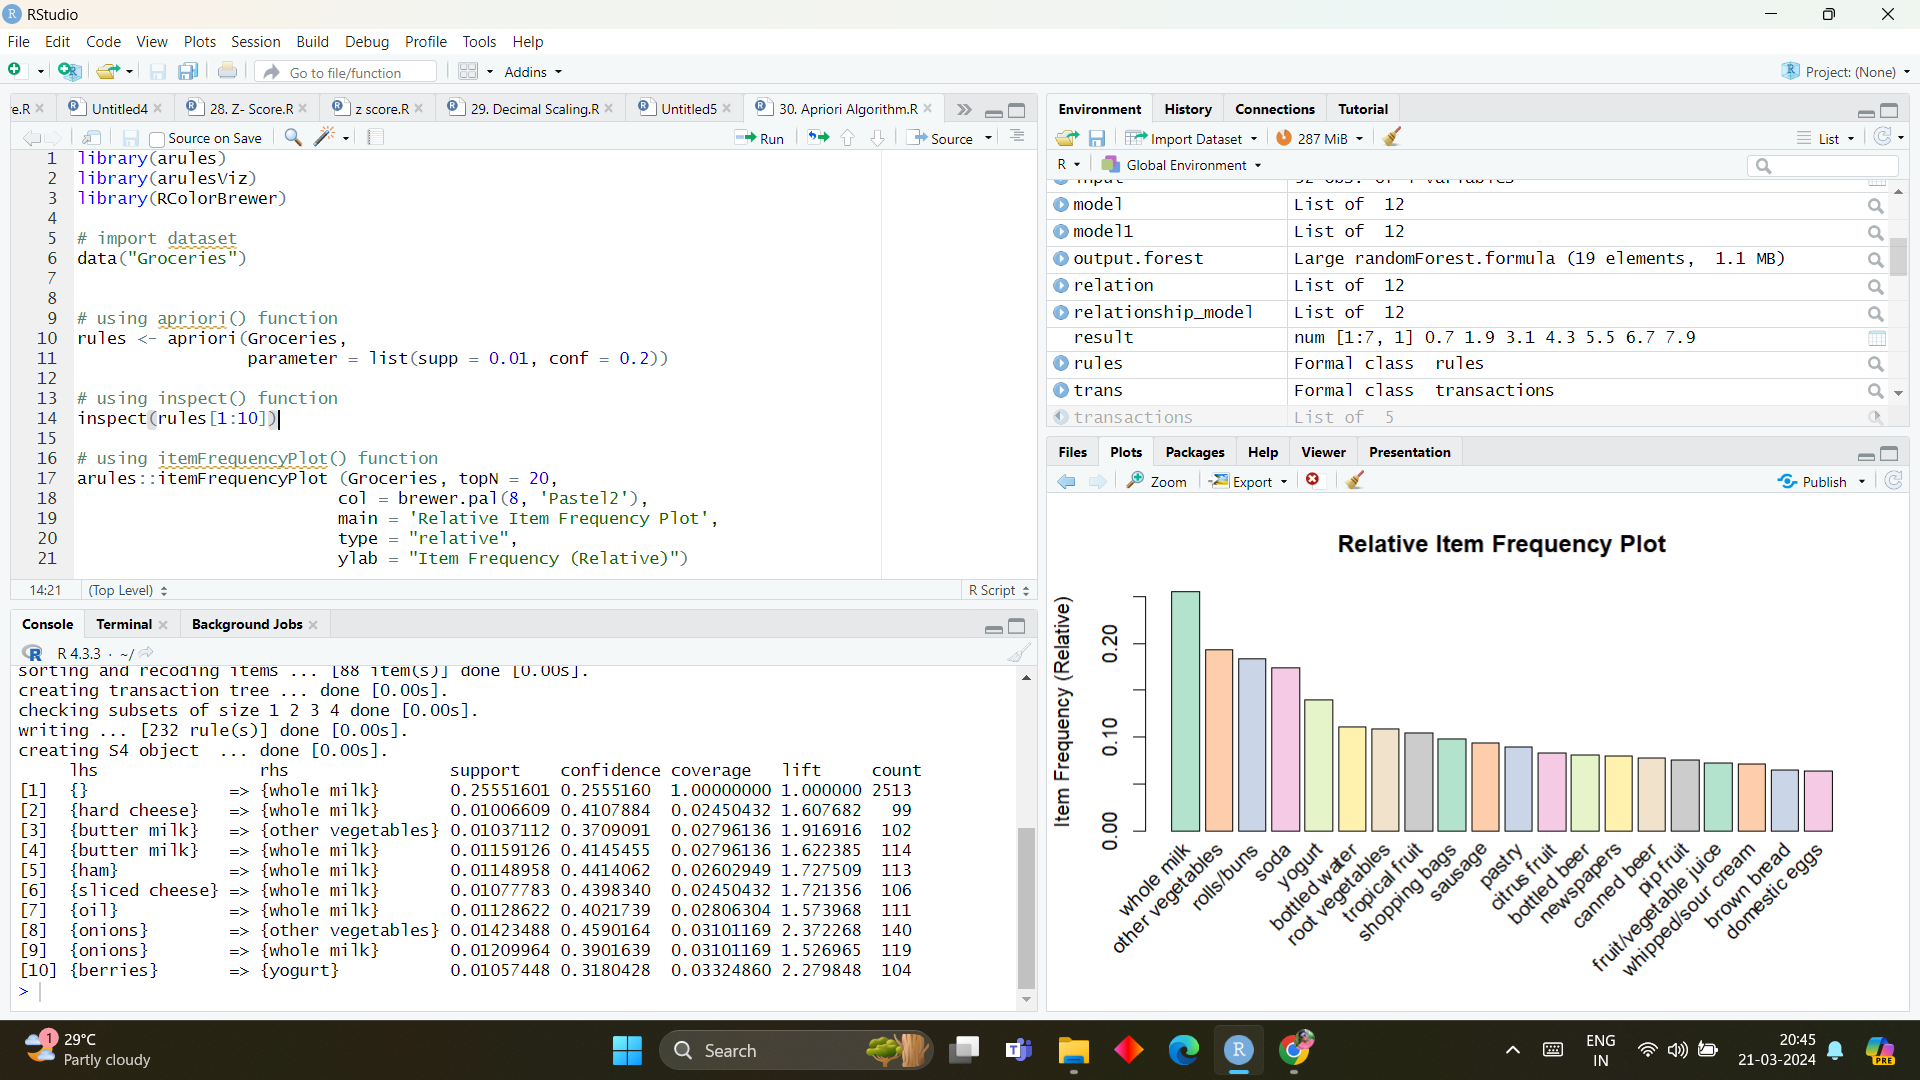 RStudio
File Edit Code View Plots Session Build Debug Profile Tools Help
Go to file/function Addins Project: (None)
e.R Untitled4 28. Z- Score.R z score.R 29. Decimal Scaling.R Untitled5 30. Apriori Algorithm.R
Source on Save Run Source
1 library(arules)
2 library(arulesViz)
3 library(RColorBrewer)
4
5 # import dataset
6 data("Groceries")
7
8
9 # using apriori() function
10 rules <- apriori(Groceries,
11 parameter = list(supp = 0.01, conf = 0.2))
12
13 # using inspect() function
14 inspect(rules[1:10])
15
16 # using itemFrequencyPlot() function
17 arules::itemFrequencyPlot (Groceries, topN = 20,
18 col = brewer.pal(8, 'Pastel2'),
19 main = 'Relative Item Frequency Plot',
20 type = "relative",
21 ylab = "Item Frequency (Relative)")
14:21 (Top Level) R Script
Console Terminal Background Jobs
R 4.3.3 · ~/
sorting and recoding items ... [88 item(s)] done [0.00s].
creating transaction tree ... done [0.00s].
checking subsets of size 1 2 3 4 done [0.00s].
writing ... [232 rule(s)] done [0.00s].
creating S4 object ... done [0.00s].
lhs rhs support confidence coverage lift count
[1] {} => {whole milk} 0.25551601 0.2555160 1.00000000 1.000000 2513
[2] {hard cheese} => {whole milk} 0.01006609 0.4107884 0.02450432 1.607682 99
[3] {butter milk} => {other vegetables} 0.01037112 0.3709091 0.02796136 1.916916 102
[4] {butter milk} => {whole milk} 0.01159126 0.4145455 0.02796136 1.622385 114
[5] {ham} => {whole milk} 0.01148958 0.4414062 0.02602949 1.727509 113
[6] {sliced cheese} => {whole milk} 0.01077783 0.4398340 0.02450432 1.721356 106
[7] {oil} => {whole milk} 0.01128622 0.4021739 0.02806304 1.573968 111
[8] {onions} => {other vegetables} 0.01423488 0.4590164 0.03101169 2.372268 140
[9] {onions} => {whole milk} 0.01209964 0.3901639 0.03101169 1.526965 119
[10] {berries} => {yogurt} 0.01057448 0.3180428 0.03324860 2.279848 104
>
Environment History Connections Tutorial
Import Dataset 287 MiB List
R Global Environment
model List of 12
model1 List of 12
output.forest Large randomForest.formula (19 elements, 1.1 MB)
relation List of 12
relationship_model List of 12
result num [1:7, 1] 0.7 1.9 3.1 4.3 5.5 6.7 7.9
rules Formal class rules
trans Formal class transactions
transactions List of 5
Files Plots Packages Help Viewer Presentation
Zoom Export Publish
Relative Item Frequency Plot
Item Frequency (Relative)
0.20
0.10
0.00
whole milk
other vegetables
rolls/buns
soda
yogurt
bottled water
root vegetables
tropical fruit
shopping bags
sausage
pastry
citrus fruit
bottled beer
newspapers
canned beer
pip fruit
fruit/vegetable juice
whipped/sour cream
brown bread
domestic eggs
1 29°C
Partly cloudy
Search
ENG
IN
20:45
21-03-2024
PRE